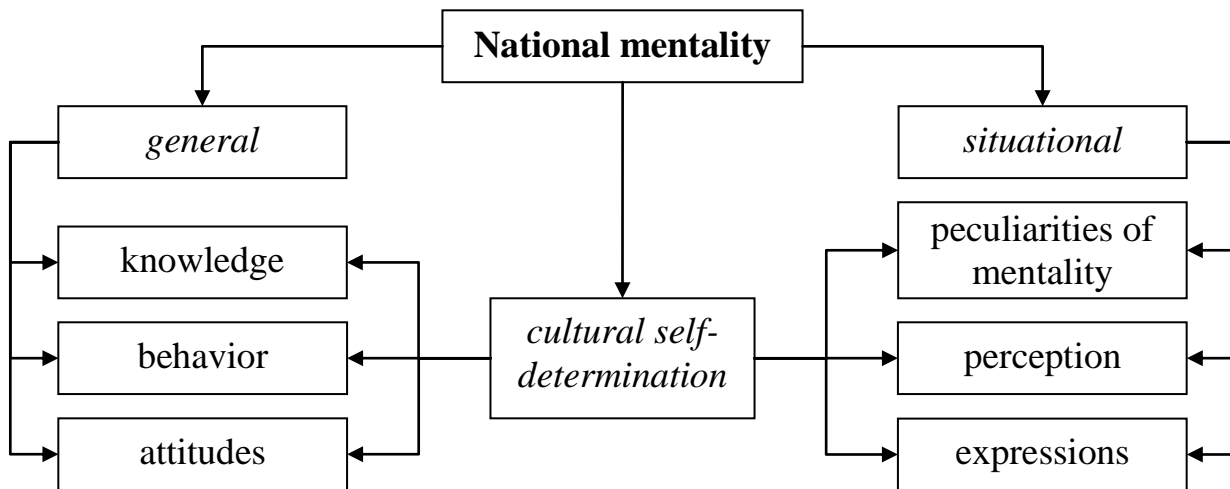 National mentality
general
situational
knowledge
peculiarities of
mentality
cultural self-
determination
behavior
perception
attitudes
expressions